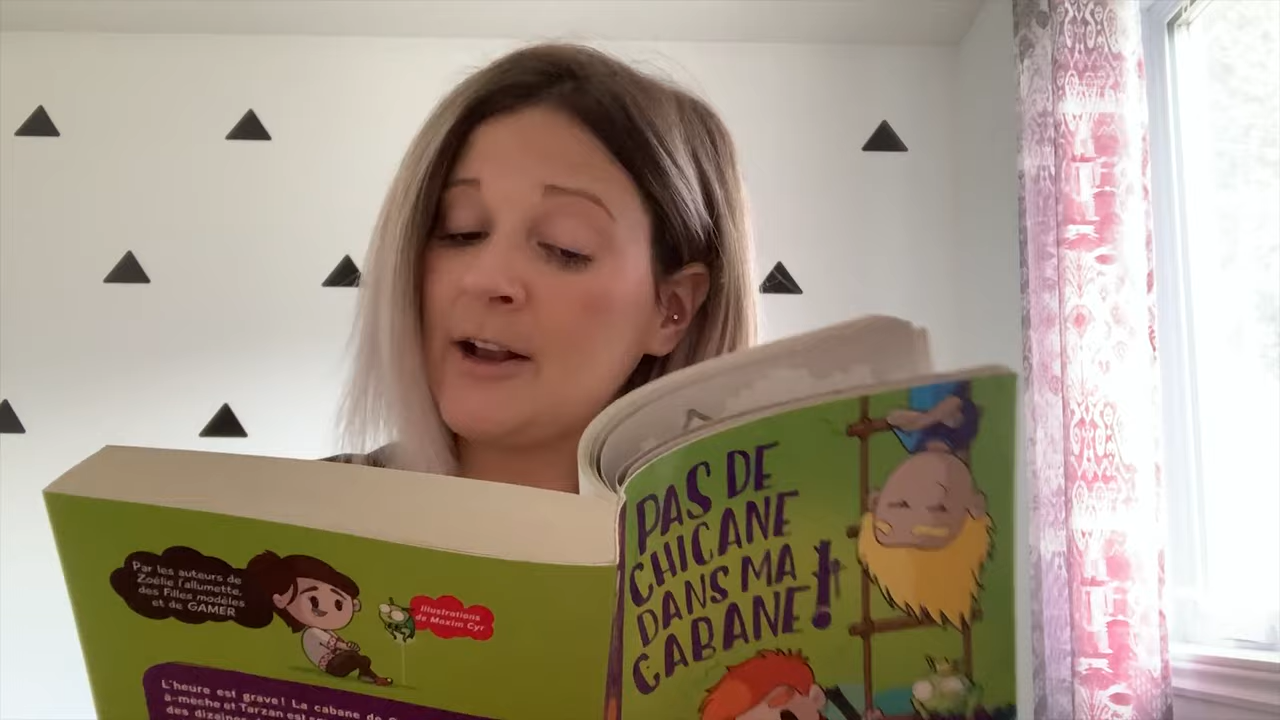 Par les auteurs de
Zoélie l'allumette,
des Filles modèles
et de GAMER
Illustrations
de Maxim Cyr
L'heure est grave! La cabane de
à-mèche et Tarzan est
des dizaines
PAS DE
CHICANE
DANS MA
CABANE!